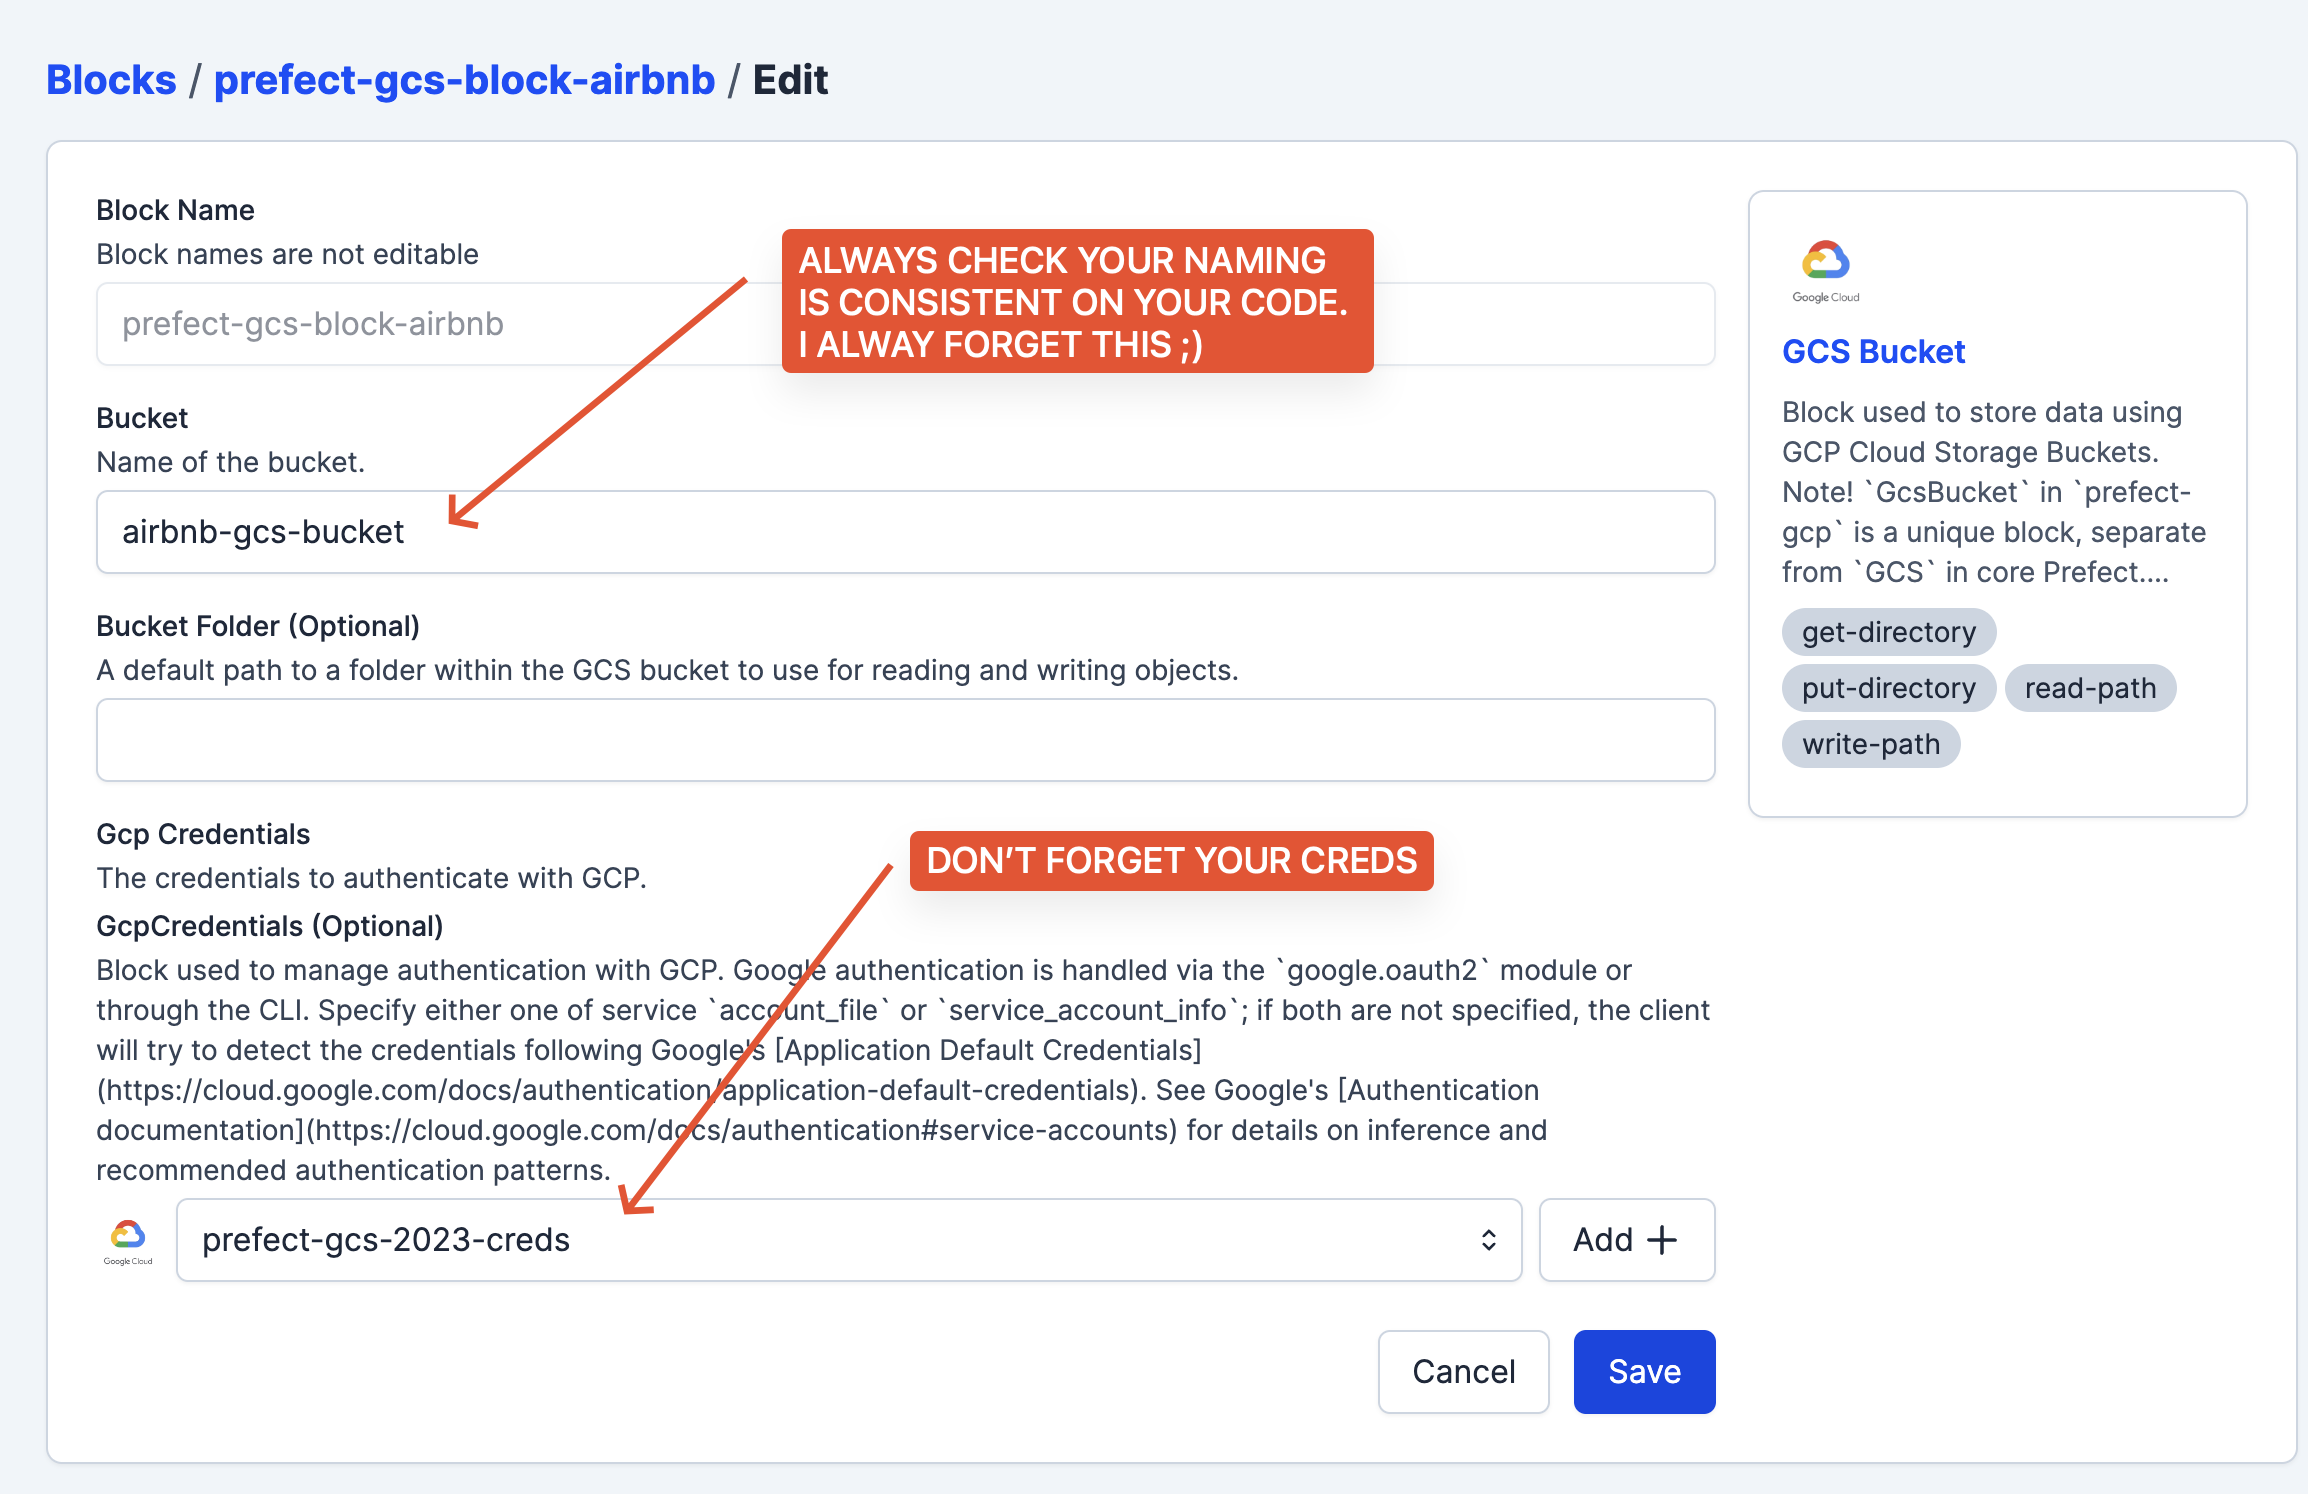 Blocks / prefect-gcs-block-airbnb / Edit
Block Name
Block names are not editable
prefect-gcs-block-airbnb
ALWAYS CHECK YOUR NAMING
IS CONSISTENT ON YOUR CODE.
I ALWAY FORGET THIS ;)
Bucket
Name of the bucket.
airbnb-gcs-bucket
Bucket Folder (Optional)
A default path to a folder within the GCS bucket to use for reading and writing objects.
Gcp Credentials
The credentials to authenticate with GCP.
DON’T FORGET YOUR CREDS
GcpCredentials (Optional)
Block used to manage authentication with GCP. Google authentication is handled via the `google.oauth2` module or
through the CLI. Specify either one of service `account_file` or `service_account_info`; if both are not specified, the client
will try to detect the credentials following Google's [Application Default Credentials]
(https://cloud.google.com/docs/authentication/application-default-credentials). See Google's [Authentication
documentation](https://cloud.google.com/docs/authentication#service-accounts) for details on inference and
recommended authentication patterns.
Google Cloud
prefect-gcs-2023-creds
Add +
Cancel
Save
Google Cloud
GCS Bucket
Block used to store data using
GCP Cloud Storage Buckets.
Note! `GcsBucket` in `prefect-
gcp` is a unique block, separate
from `GCS` in core Prefect....
get-directory
put-directory read-path
write-path